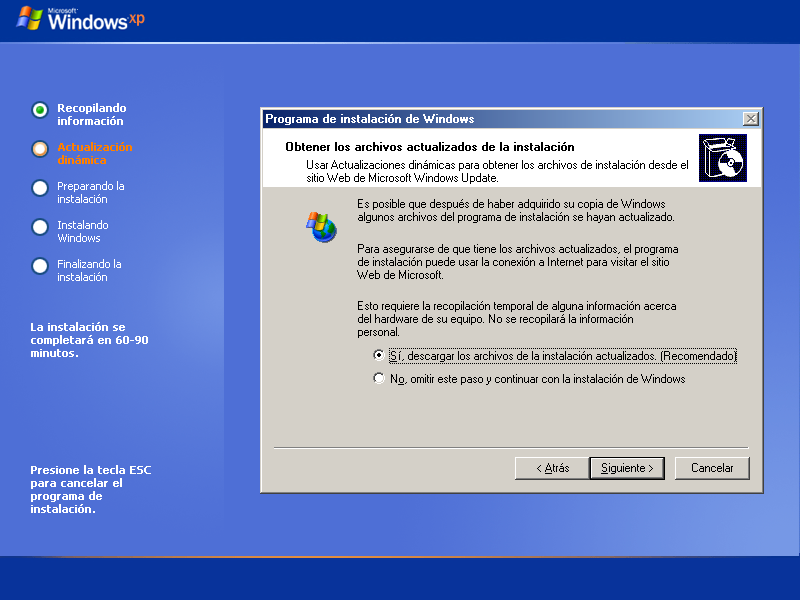 Microsoft
Windows xp
Recopilando
información
Actualización
dinámica
Preparando la
instalación
Instalando
Windows
Finalizando la
instalación
La instalación se
completará en 60-90
minutos.
Presione la tecla ESC
para cancelar el
programa de
instalación.
Programa de instalación de Windows
Obtener los archivos actualizados de la instalación
Usar Actualizaciones dinámicas para obtener los archivos de instalación desde el
sitio Web de Microsoft Windows Update.
Es posible que después de haber adquirido su copia de Windows
algunos archivos del programa de instalación se hayan actualizado.
Para asegurarse de que tiene los archivos actualizados, el programa
de instalación puede usar la conexión a Internet para visitar el sitio
Web de Microsoft.
Esto requiere la recopilación temporal de alguna información acerca
del hardware de su equipo. No se recopilará la información
personal.
Sí, descargar los archivos de la instalación actualizados. (Recomendado)
No, omitir este paso y continuar con la instalación de Windows
< Atrás
Siguiente >
Cancelar